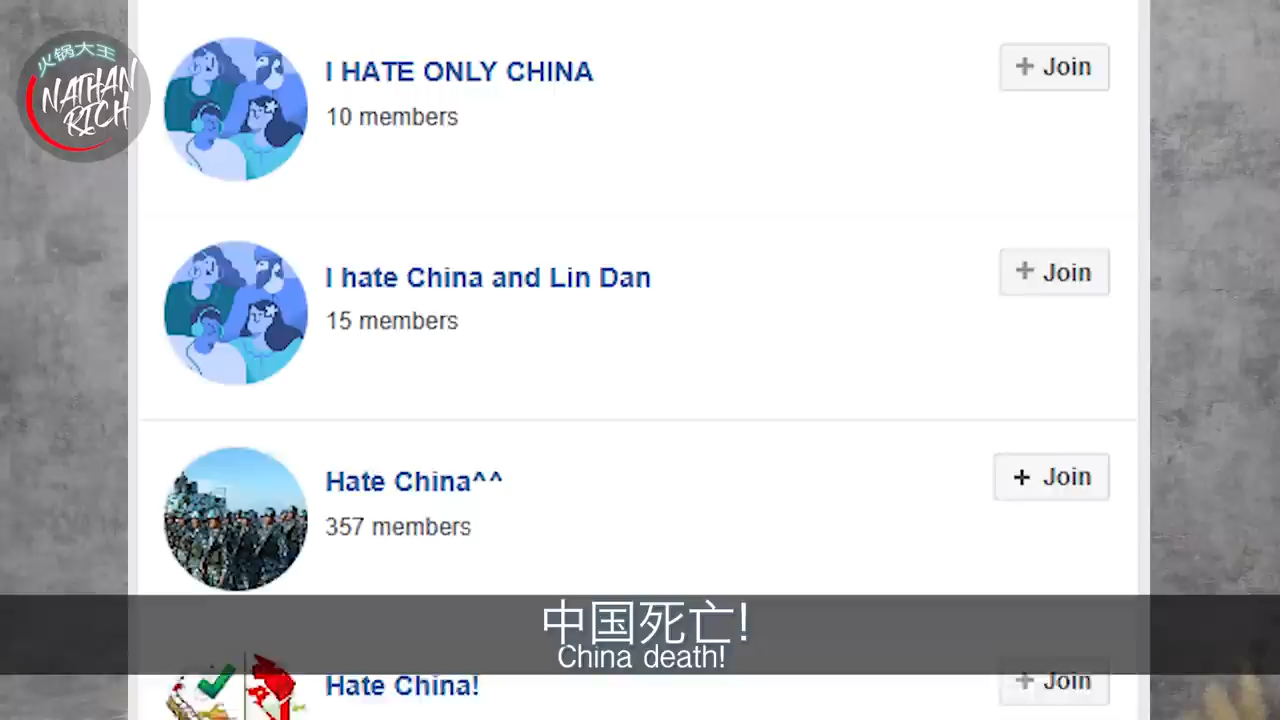 火锅大王
NATHAN
RICH
I HATE ONLY CHINA
10 members
+ Join
I hate China and Lin Dan
15 members
+ Join
Hate China^^
357 members
+ Join
中国死亡!
China death!
Hate China!
+ Join